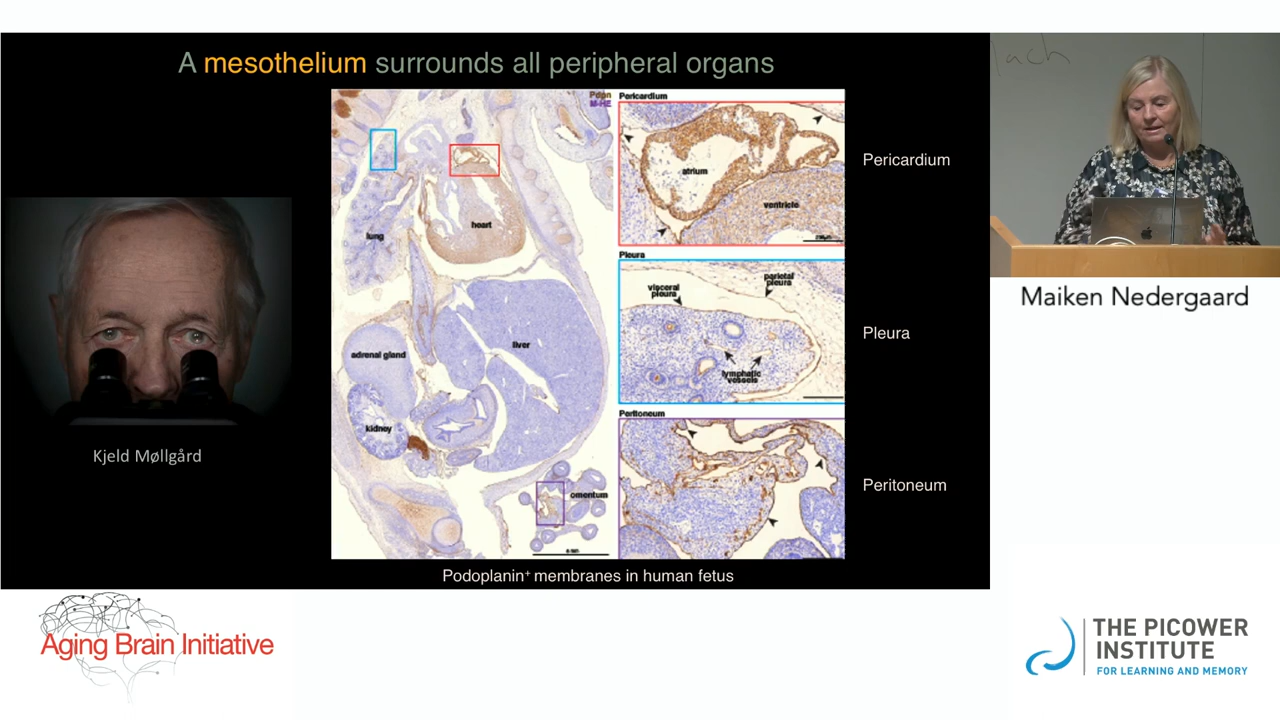 A mesothelium surrounds all peripheral organs
Pdpn
M-HE
lung
heart
adrenal gland
liver
kidney
omentum
Pericardium
atrium
ventricle
Pleura
visceral
pleura
parietal
pleura
lymphatic
vessels
Peritoneum
Pericardium
Pleura
Peritoneum
Kjeld Møllgård
Podoplanin⁺ membranes in human fetus
Maiken Nedergaard
Aging Brain Initiative
THE PICOWER
INSTITUTE
FOR LEARNING AND MEMORY